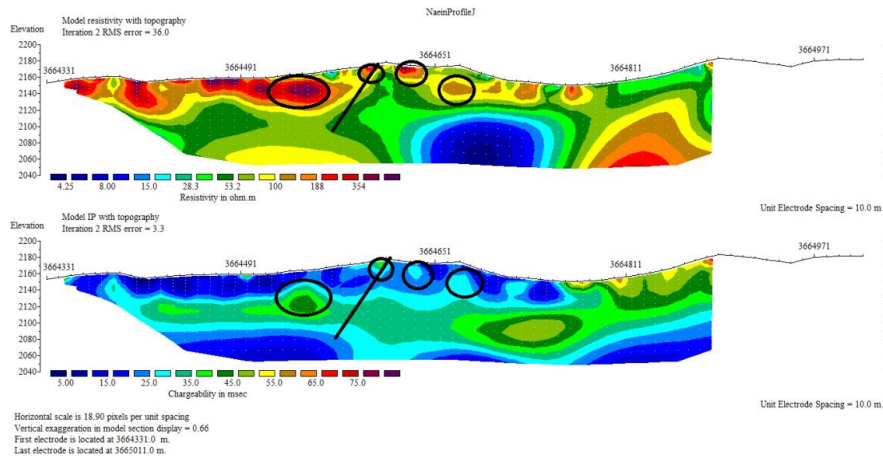 NaeinProfileJ
Model resistivity with topography
Elevation Iteration 2 RMS error = 36.0
3664331 3664491 3664651 3664811 3664971
2200
2180
2160
2140
2120
2100
2080
2060
2040
4.25 8.00 15.0 28.3 53.2 100 188 354
Resistivity in ohm.m
Unit Electrode Spacing = 10.0 m.
Model IP with topography
Elevation Iteration 2 RMS error = 3.3
3664331 3664491 3664651 3664811 3664971
2200
2180
2160
2140
2120
2100
2080
2060
2040
5.00 15.0 25.0 35.0 45.0 55.0 65.0 75.0
Chargeability in msec
Unit Electrode Spacing = 10.0 m.
Horizontal scale is 18.90 pixels per unit spacing
Vertical exaggeration in model section display = 0.66
First electrode is located at 3664331.0 m.
Last electrode is located at 3665011.0 m.